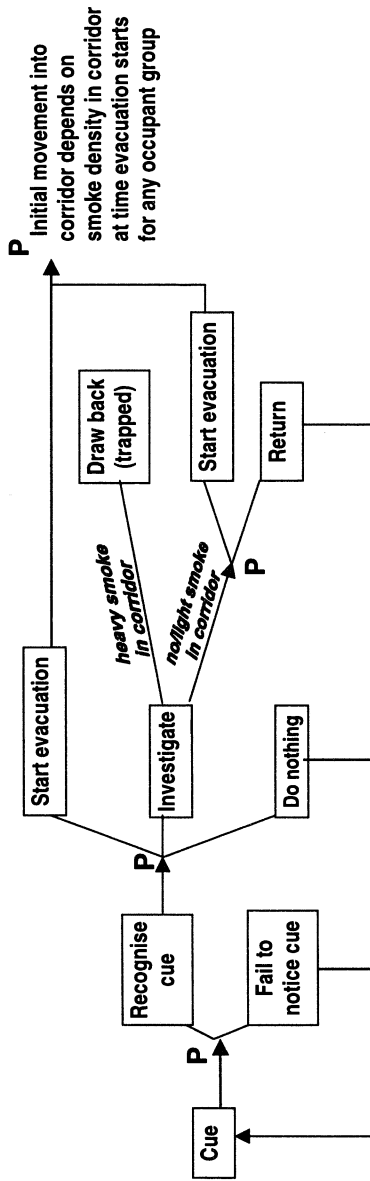 Cue
P
Recognise
cue
Fail to
notice cue
P
Start evacuation
Investigate
Do nothing
heavy smoke
in corridor
no/light smoke
in corridor
Draw back
(trapped)
P
Start evacuation
Return
P
Initial movement into
corridor depends on
smoke density in corridor
at time evacuation starts
for any occupant group